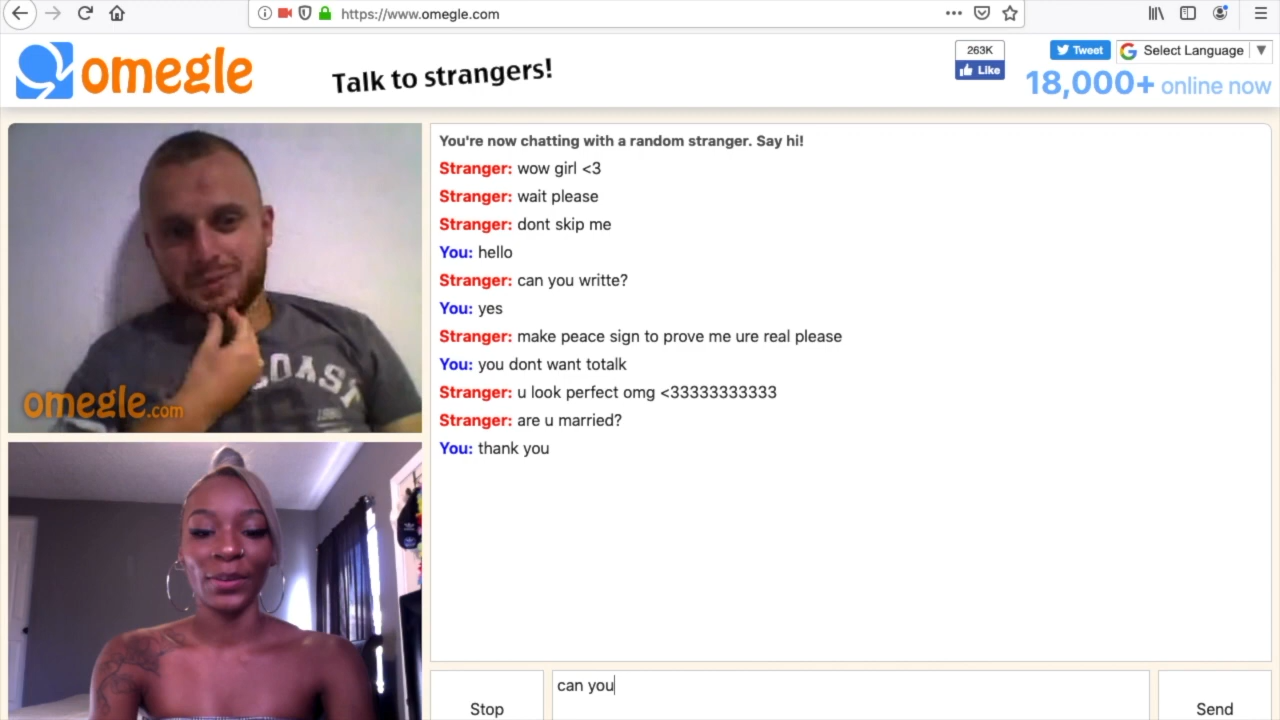 https://www.omegle.com
omegle
Talk to strangers!
263K
Like
Tweet
Select Language
18,000+ online now
You're now chatting with a random stranger. Say hi!
Stranger: wow girl <3
Stranger: wait please
Stranger: dont skip me
You: hello
Stranger: can you writte?
You: yes
Stranger: make peace sign to prove me ure real please
You: you dont want totalk
Stranger: u look perfect omg <33333333333
Stranger: are u married?
You: thank you
COAST
omegle.com
Stop
can you
Send